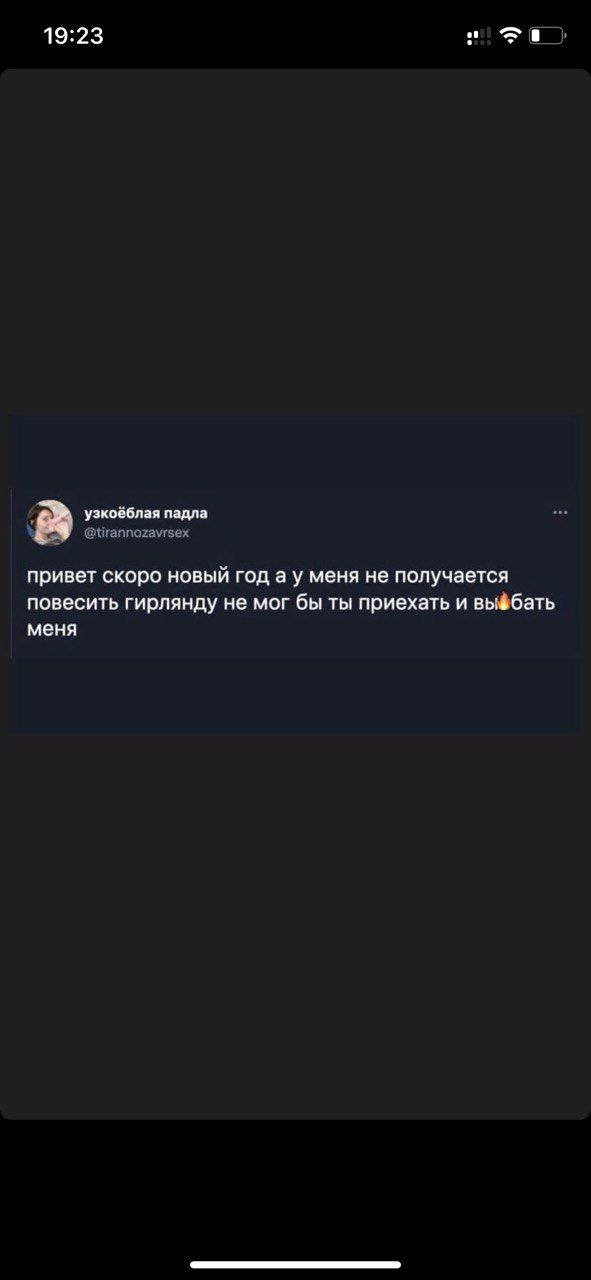 19:23
узкоёблая падла
@tirannozavrsex
привет скоро новый год а у меня не получается
повесить гирлянду не мог бы ты приехать и вы🔥бать
меня